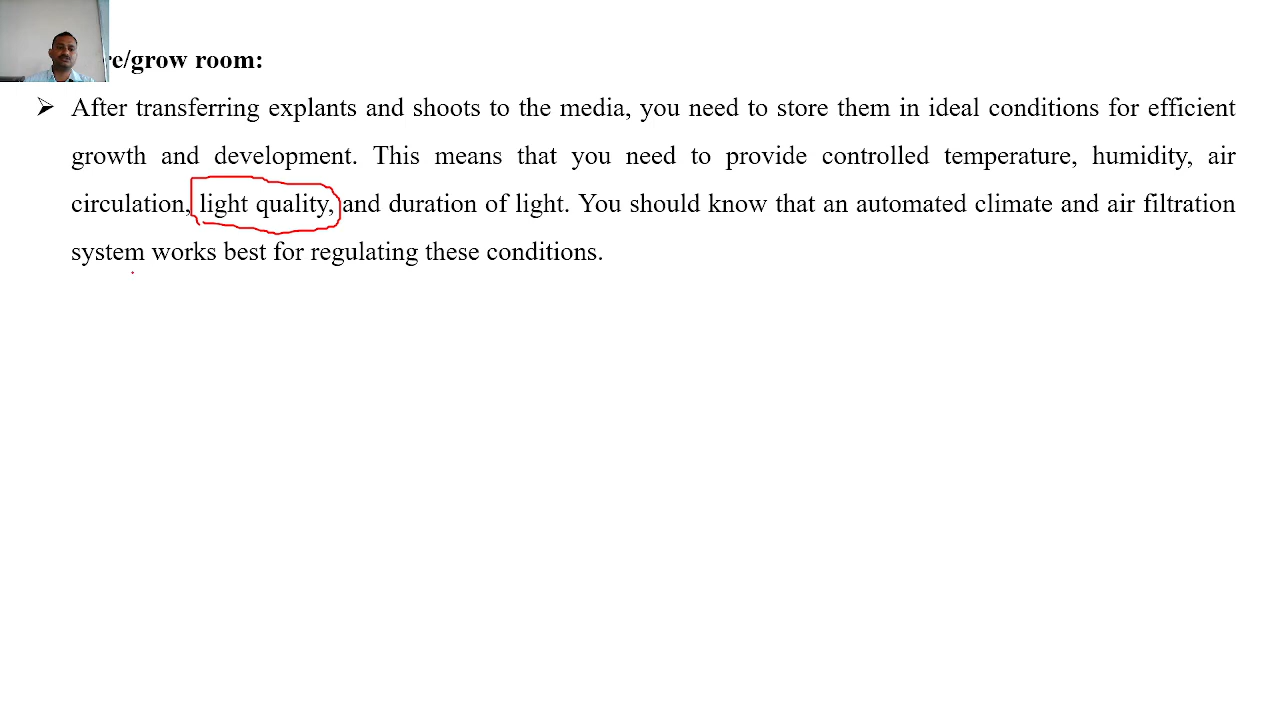 re/grow room:
➢ After transferring explants and shoots to the media, you need to store them in ideal conditions for efficient
growth and development. This means that you need to provide controlled temperature, humidity, air
circulation, light quality, and duration of light. You should know that an automated climate and air filtration
system works best for regulating these conditions.